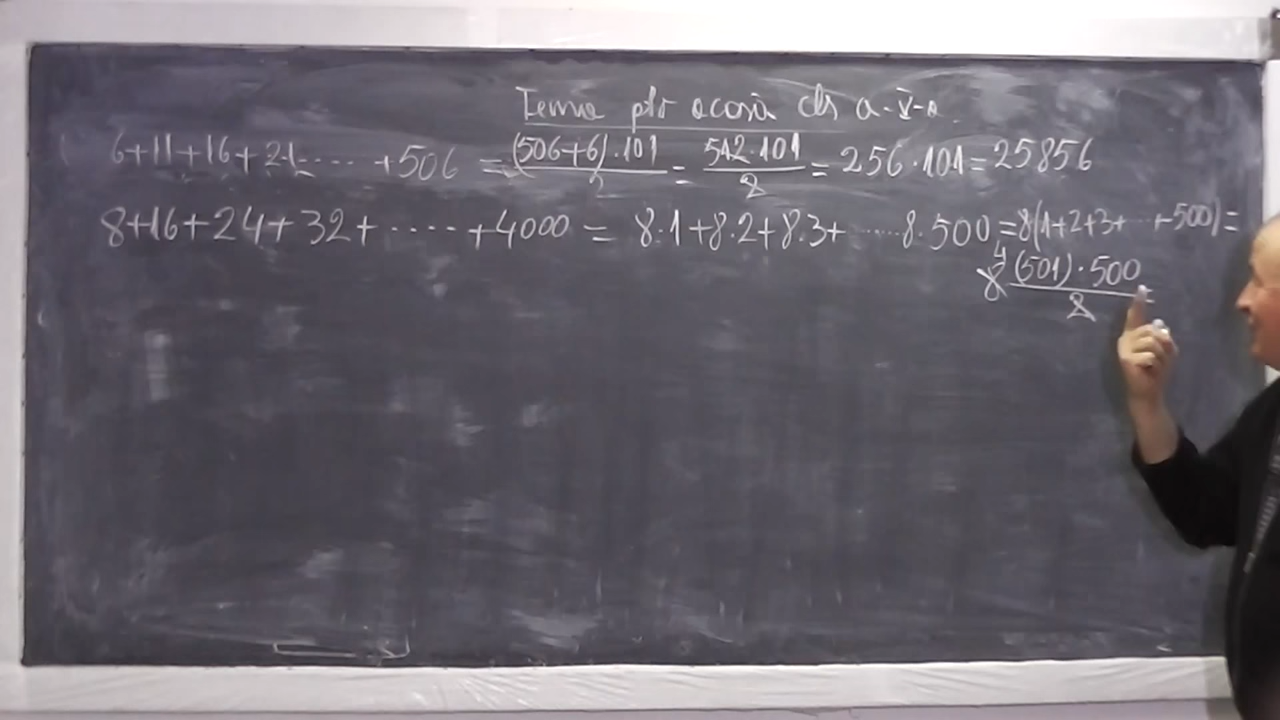 Tema ptr acasă cls a-V-a
6+11+16+21..... +506 = (506+6)·101/2 = 512·101/2 = 256·101=25856
8+16+24+32+.....+4000 = 8·1+8·2+8·3+.....8·500=8(1+2+3+...+500)=
8 4 (501)·500/2 =